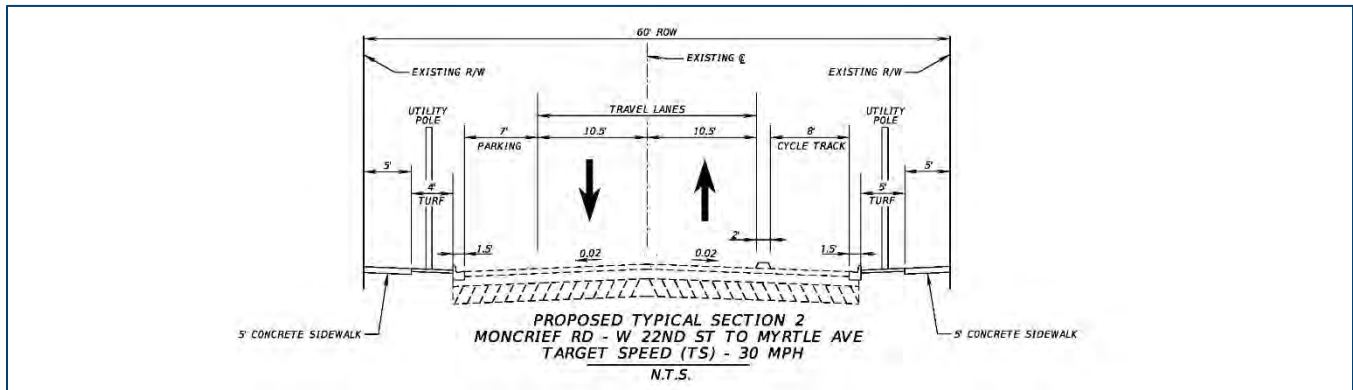 60' ROW
EXISTING ℄
EXISTING R/W
EXISTING R/W
TRAVEL LANES
UTILITY
POLE
UTILITY
POLE
7'
10.5'
10.5'
8'
PARKING
CYCLE TRACK
5'
5'
4'
TURF
5'
TURF
2'
1.5'
0.02
0.02
1.5'
5' CONCRETE SIDEWALK
5' CONCRETE SIDEWALK
PROPOSED TYPICAL SECTION 2
MONCRIEF RD - W 22ND ST TO MYRTLE AVE
TARGET SPEED (TS) - 30 MPH
N.T.S.